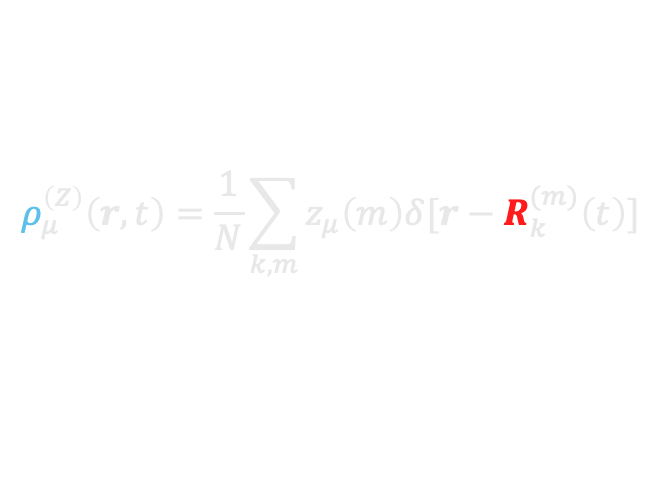 ρ_μ^(Z)(r, t) = 1/N ∑_{k,m} z_μ(m)δ[r − R_k^(m)(t)]